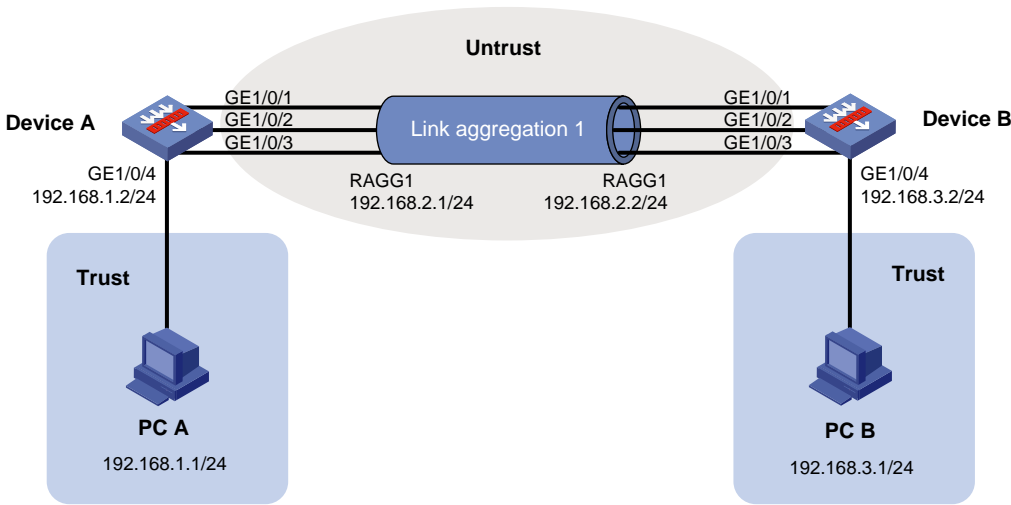 Untrust
Device A
GE1/0/1
GE1/0/2
GE1/0/3
Link aggregation 1
GE1/0/1
GE1/0/2
GE1/0/3
Device B
GE1/0/4
192.168.1.2/24
RAGG1
192.168.2.1/24
RAGG1
192.168.2.2/24
GE1/0/4
192.168.3.2/24
Trust
PC A
192.168.1.1/24
Trust
PC B
192.168.3.1/24